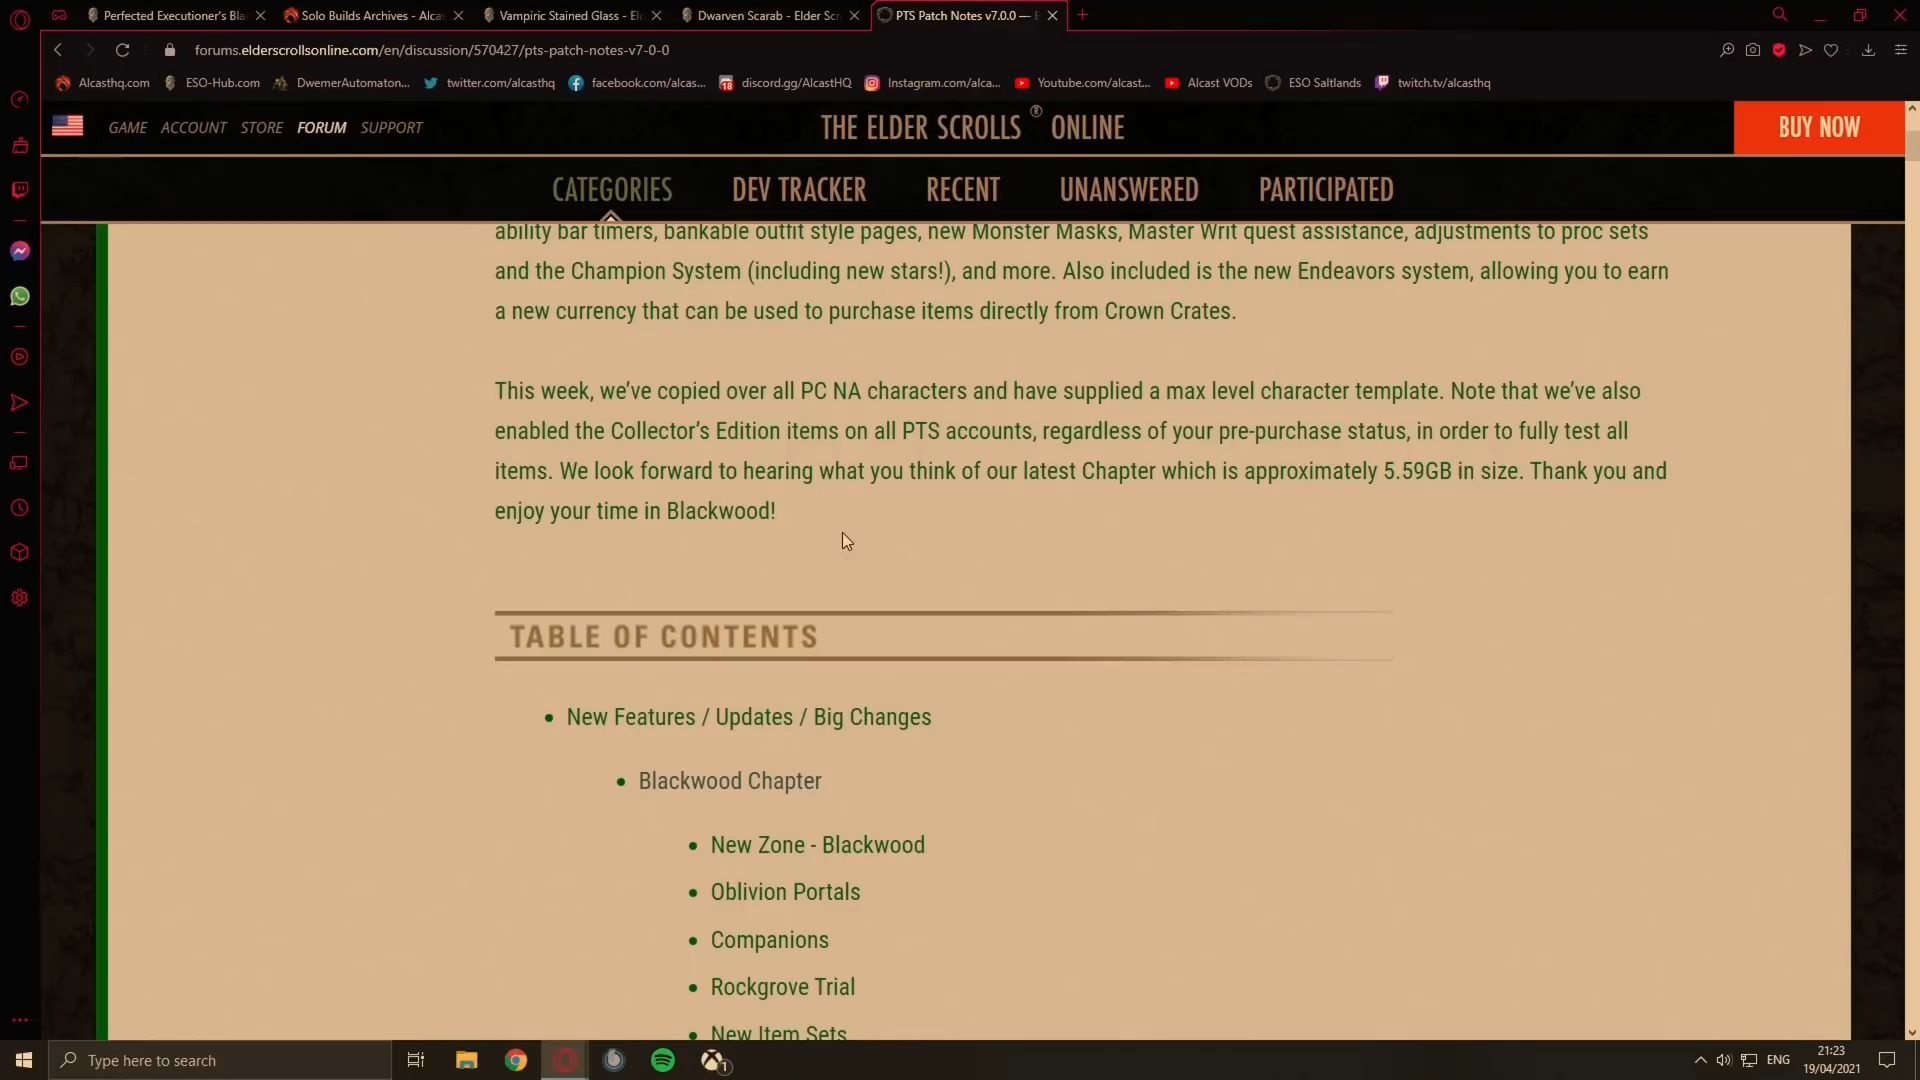 Perfected Executioner's Bla
Solo Builds Archives - Alcas
Vampiric Stained Glass - El
Dwarven Scarab - Elder Scr
PTS Patch Notes v7.0.0 — E
forums.elderscrollsonline.com/en/discussion/570427/pts-patch-notes-v7-0-0
Alcasthq.com
ESO-Hub.com
DwemerAutomaton...
twitter.com/alcasthq
facebook.com/alcas...
18
discord.gg/AlcastHQ
Instagram.com/alca...
Youtube.com/alcast...
Alcast VODs
ESO Saltlands
twitch.tv/alcasthq
GAME ACCOUNT STORE FORUM SUPPORT
THE ELDER SCROLLS ® ONLINE
BUY NOW
CATEGORIES DEV TRACKER RECENT UNANSWERED PARTICIPATED
ability bar timers, bankable outfit style pages, new Monster Masks, Master Writ quest assistance, adjustments to proc sets
and the Champion System (including new stars!), and more. Also included is the new Endeavors system, allowing you to earn
a new currency that can be used to purchase items directly from Crown Crates.
This week, we've copied over all PC NA characters and have supplied a max level character template. Note that we've also
enabled the Collector's Edition items on all PTS accounts, regardless of your pre-purchase status, in order to fully test all
items. We look forward to hearing what you think of our latest Chapter which is approximately 5.59GB in size. Thank you and
enjoy your time in Blackwood!
TABLE OF CONTENTS
New Features / Updates / Big Changes
Blackwood Chapter
New Zone - Blackwood
Oblivion Portals
Companions
Rockgrove Trial
New Item Sets
Type here to search
1
ENG
21:23
19/04/2021